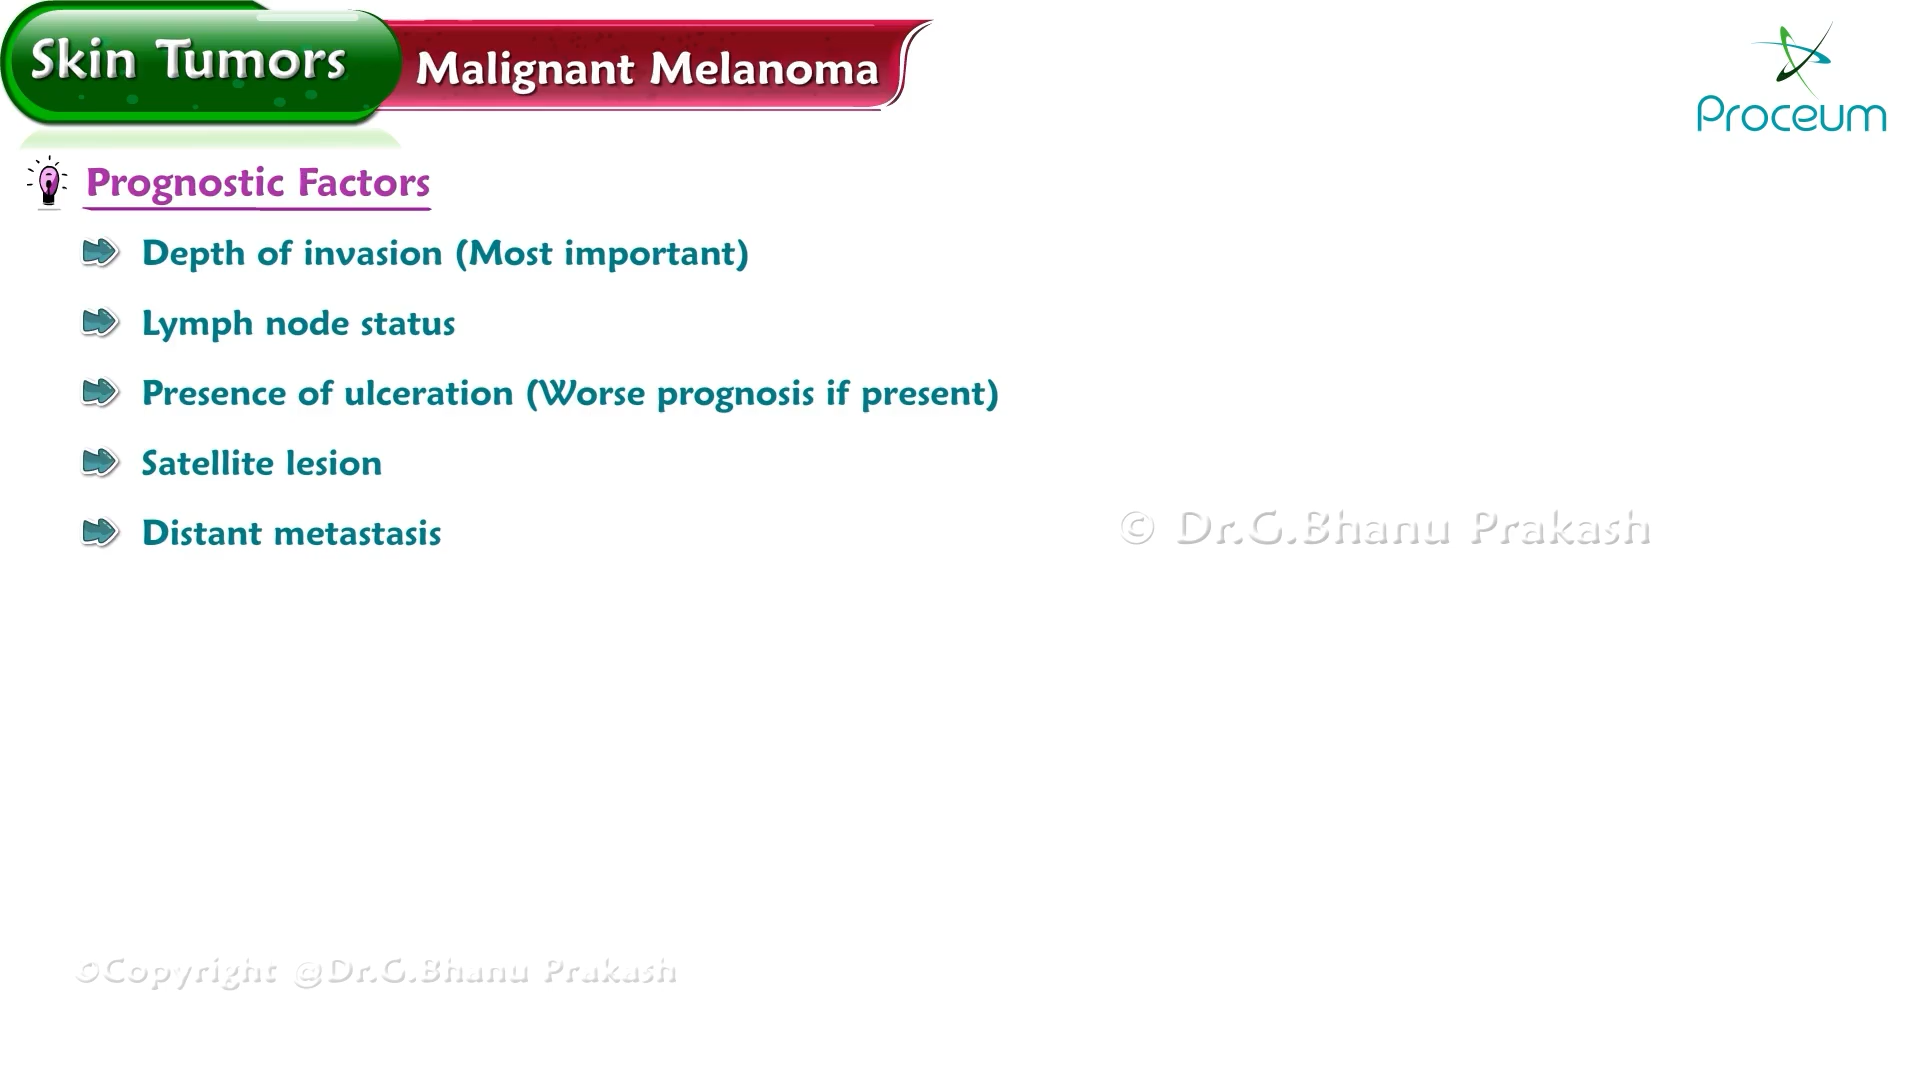 Skin Tumors
Malignant Melanoma
Proceum
Prognostic Factors
Depth of invasion (Most important)
Lymph node status
Presence of ulceration (Worse prognosis if present)
Satellite lesion
© Dr.G.Bhanu Prakash
Distant metastasis
©Copyright @Dr.G.Bhanu Prakash